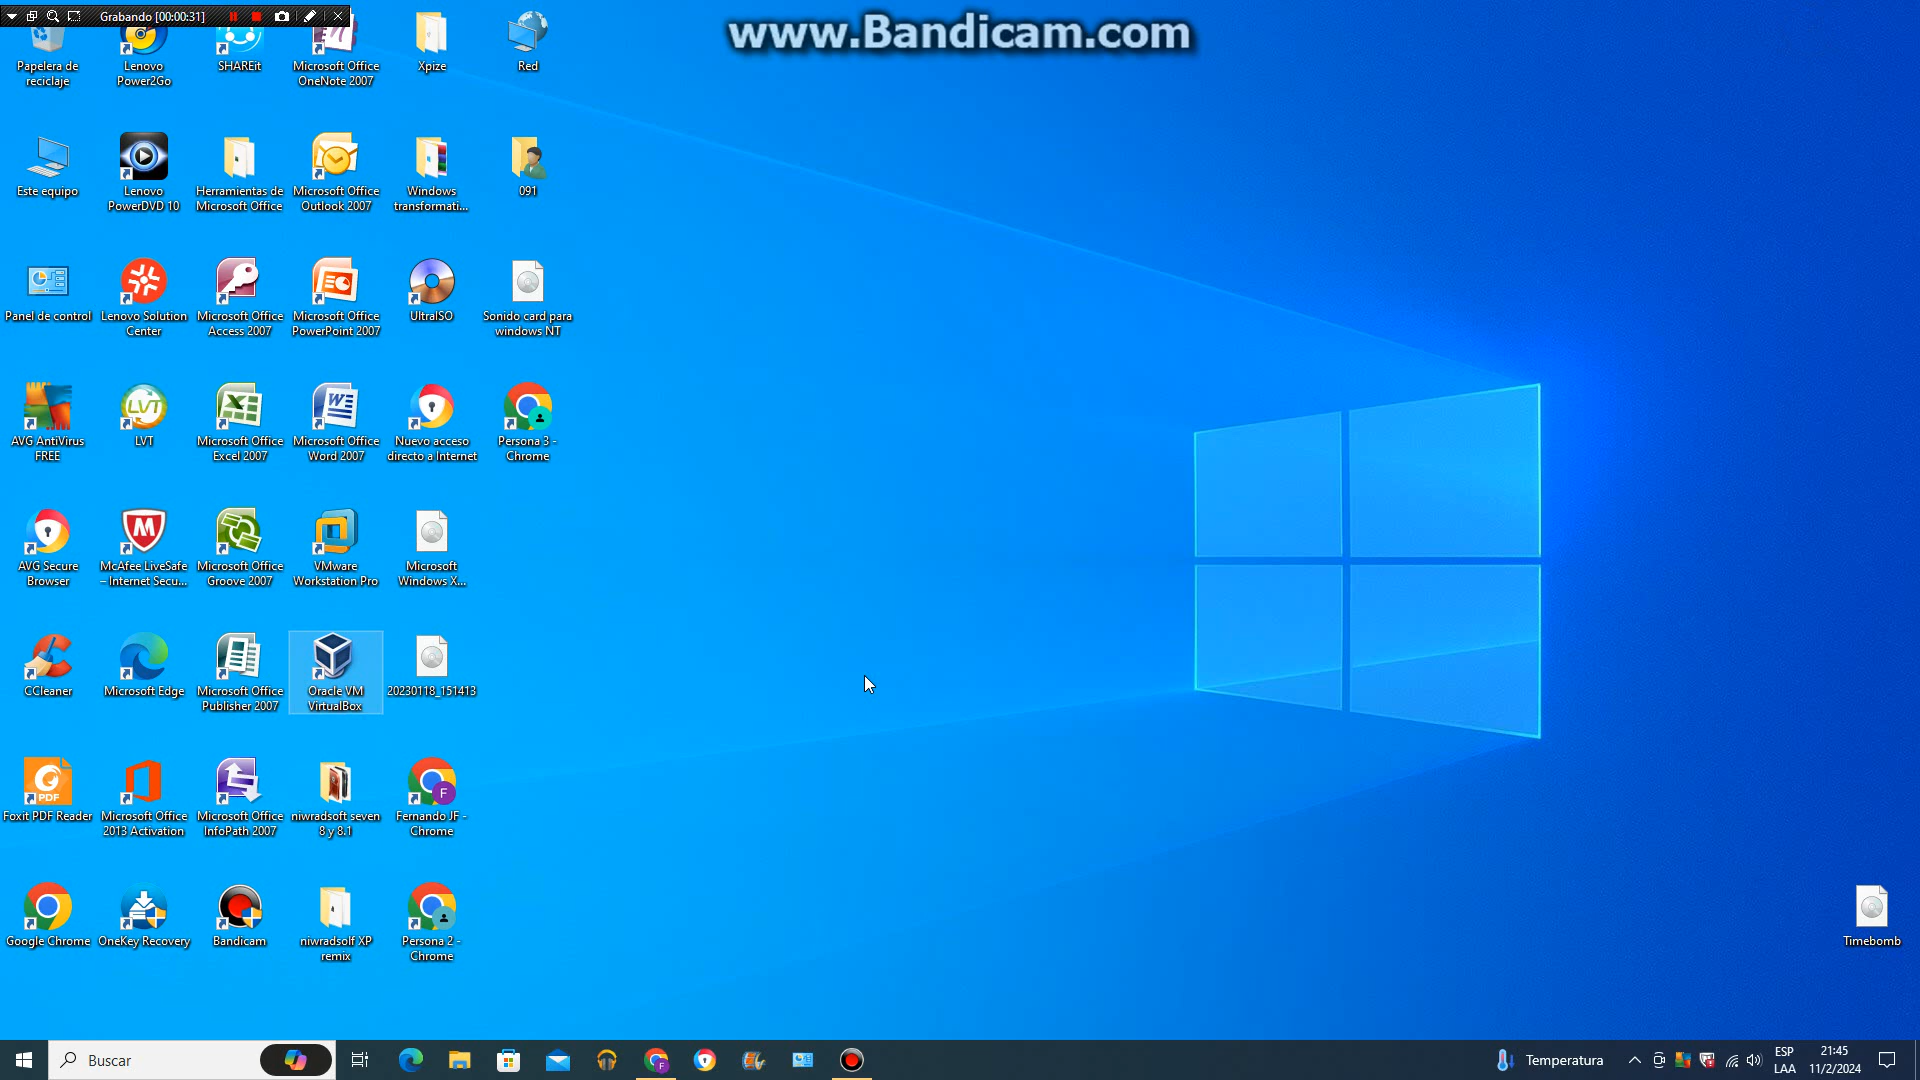 Grabando [00:00:31]
www.Bandicam.com
Papelera de
reciclaje
Lenovo
Power2Go
SHAREit
Microsoft Office
OneNote 2007
Xpize
Red
Este equipo
Lenovo
PowerDVD 10
Herramientas de
Microsoft Office
Microsoft Office
Outlook 2007
Windows
transformati...
091
Panel de control
Lenovo Solution
Center
Microsoft Office
Access 2007
Microsoft Office
PowerPoint 2007
UltraISO
Sonido card para
windows NT
AVG AntiVirus
FREE
LVT
LVT
Microsoft Office
Excel 2007
Microsoft Office
Word 2007
Nuevo acceso
directo a Internet
Persona 3 -
Chrome
AVG Secure
Browser
McAfee LiveSafe
– Internet Secu...
Microsoft Office
Groove 2007
VMware
Workstation Pro
Microsoft
Windows X...
CCleaner
Microsoft Edge
Microsoft Office
Publisher 2007
Oracle VM
VirtualBox
20230118_151413
PDF
Foxit PDF Reader
Microsoft Office
2013 Activation
Microsoft Office
InfoPath 2007
niwradsoft seven
8 y 8.1
F
Fernando JF -
Chrome
Google Chrome
OneKey Recovery
Bandicam
niwradsolf XP
remix
Persona 2 -
Chrome
Timebomb
Buscar
F
Temperatura
ESP
LAA
21:45
11/2/2024